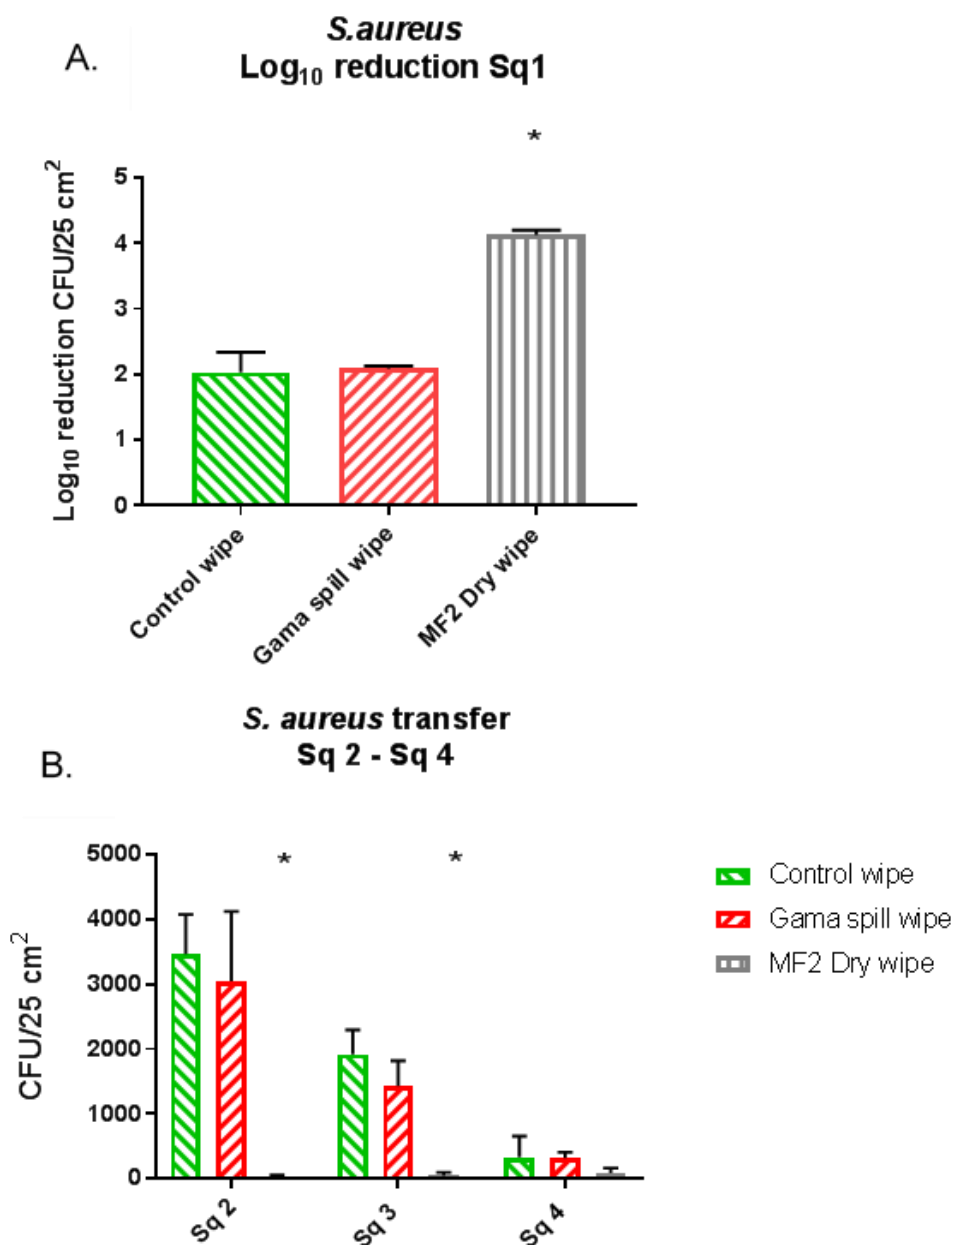 A.
S.aureus
Log10 reduction Sq1
*
Log10 reduction CFU/25 cm2
5
4
3
2
1
0
Control wipe
Gama spill wipe
MF2 Dry wipe
B.
S. aureus transfer
Sq 2 - Sq 4
CFU/25 cm2
5000
4000
3000
2000
1000
0
*
*
Sq 2
Sq 3
Sq 4
Control wipe
Gama spill wipe
MF2 Dry wipe